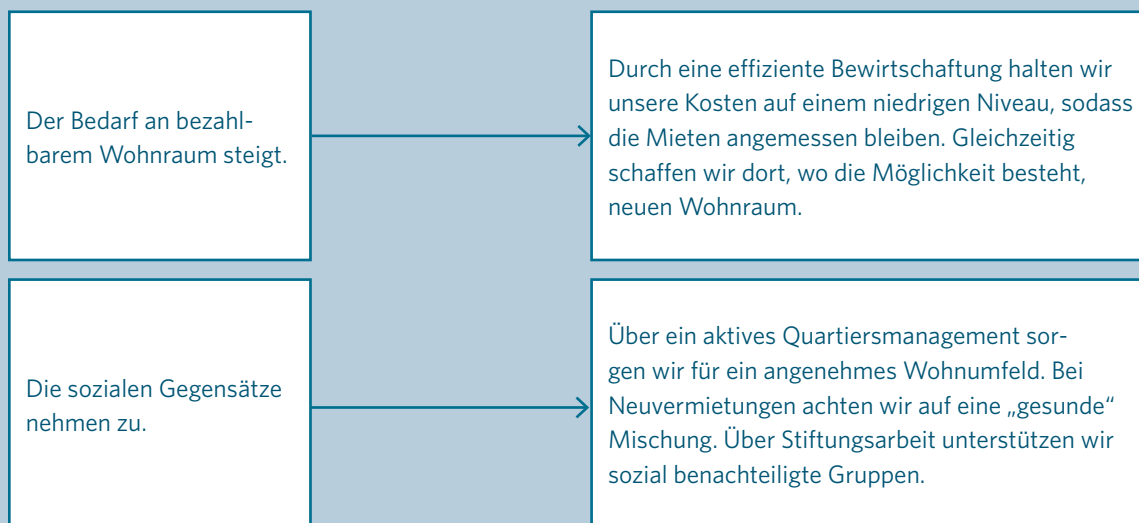 Der Bedarf an bezahl-
barem Wohnraum steigt.
Durch eine effiziente Bewirtschaftung halten wir
unsere Kosten auf einem niedrigen Niveau, sodass
die Mieten angemessen bleiben. Gleichzeitig
schaffen wir dort, wo die Möglichkeit besteht,
neuen Wohnraum.
Die sozialen Gegensätze
nehmen zu.
Über ein aktives Quartiersmanagement sor-
gen wir für ein angenehmes Wohnumfeld. Bei
Neuvermietungen achten wir auf eine „gesunde“
Mischung. Über Stiftungsarbeit unterstützen wir
sozial benachteiligte Gruppen.